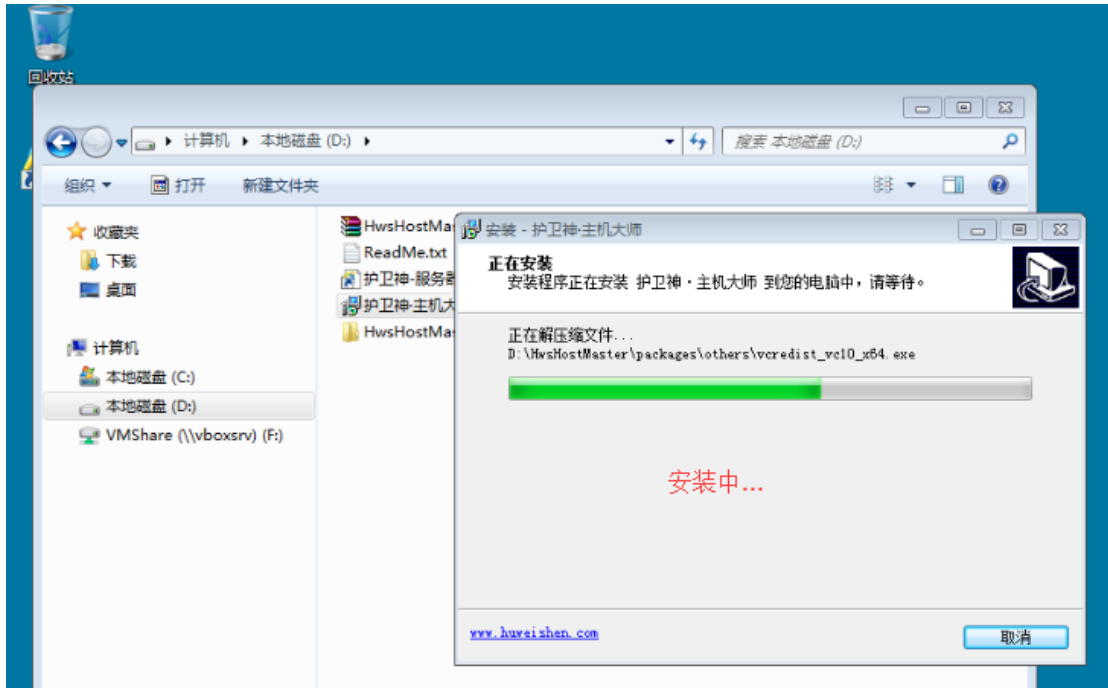 回收站
计算机
本地磁盘 (D:)
搜索 本地磁盘 (D:)
组织
打开
新建文件夹
收藏夹
下载
桌面
计算机
本地磁盘 (C:)
本地磁盘 (D:)
VMShare (\\vboxsrv) (F:)
HwsHostMa
ReadMe.txt
护卫神-服务器
护卫神·主机大
HwsHostMa
安装 - 护卫神·主机大师
正在安装
安装程序正在安装 护卫神·主机大师 到您的电脑中，请等待。
正在解压缩文件...
D:\HwsHostMaster\packages\others\vcredist_vc10_x64.exe
安装中...
www.huweishen.com
取消